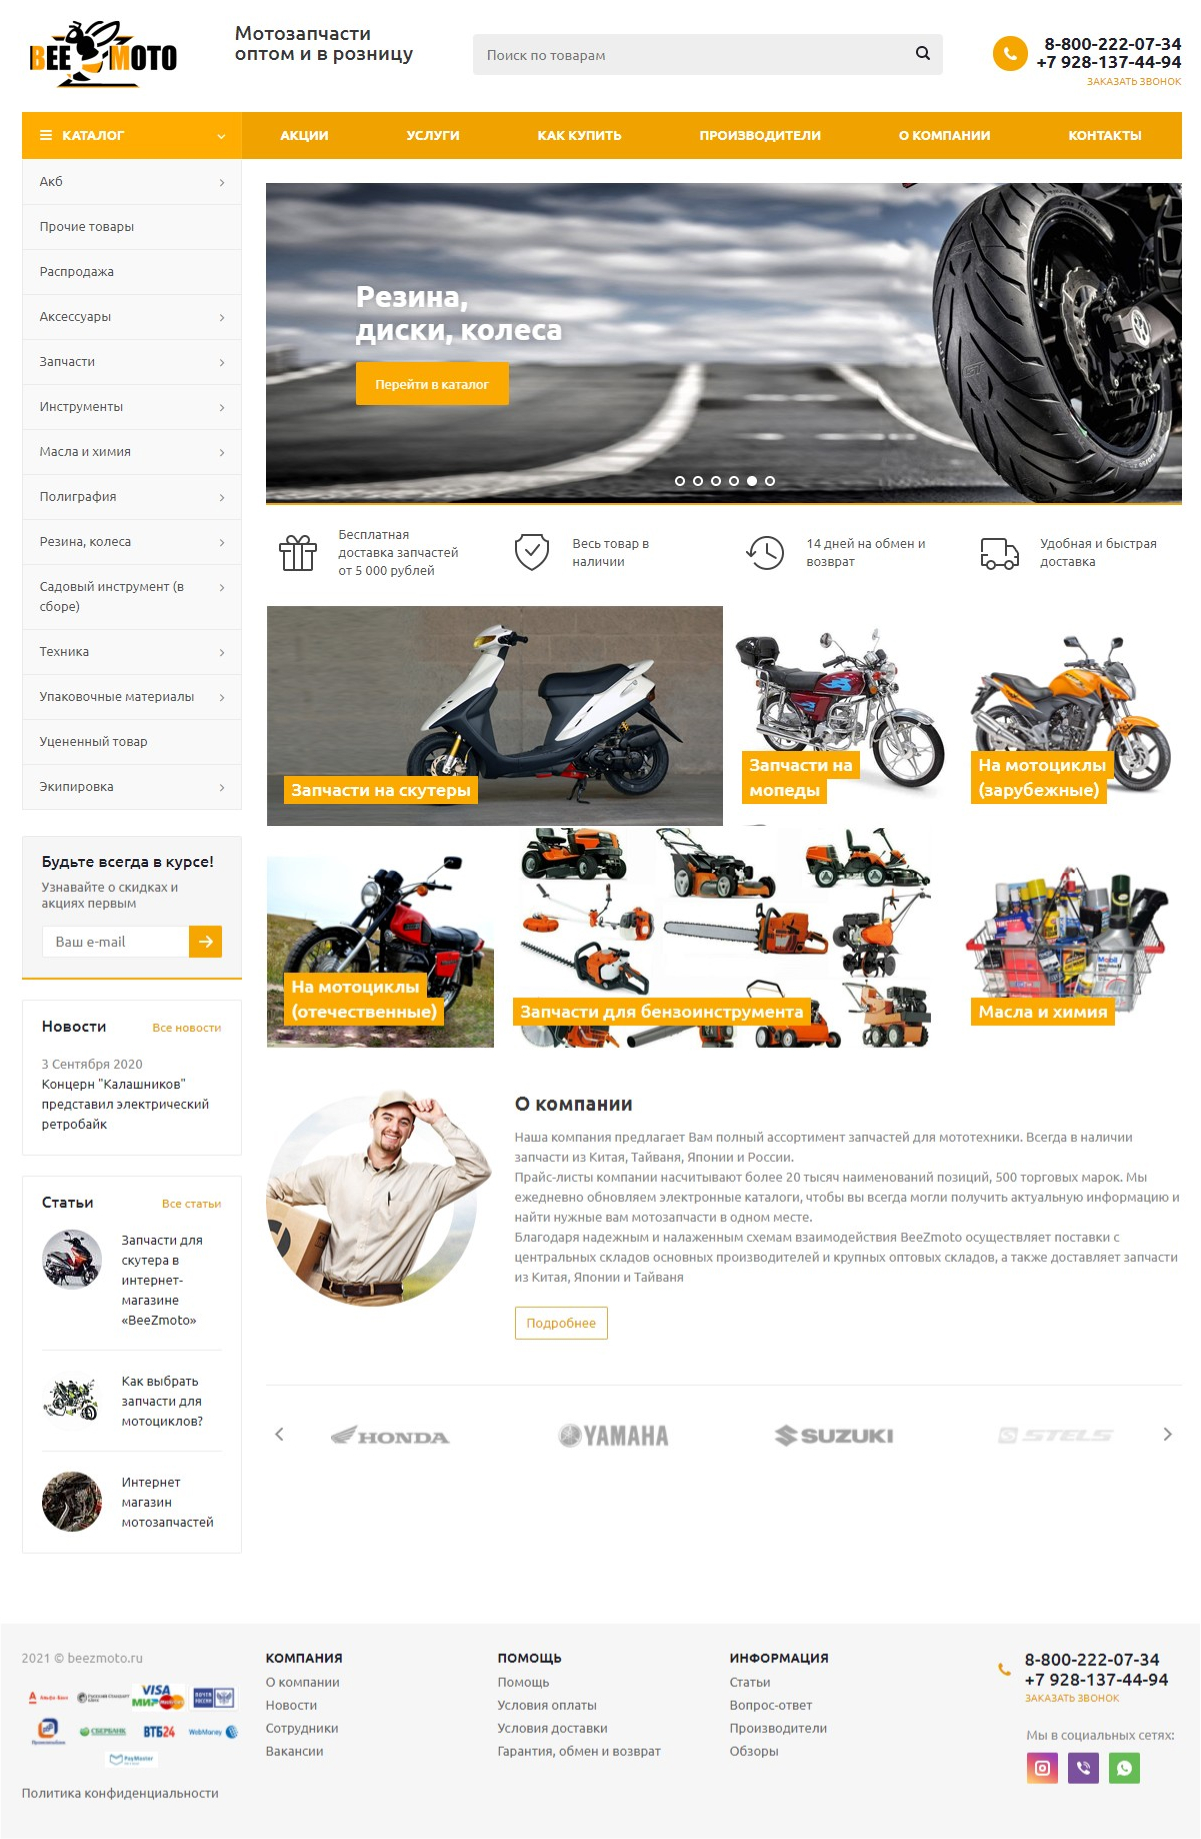 BEE MOTO
Мотозапчасти
оптом и в розницу
Поиск по товарам
8-800-222-07-34
+7 928-137-44-94
ЗАКАЗАТЬ ЗВОНОК
КАТАЛОГ
АКЦИИ
УСЛУГИ
КАК КУПИТЬ
ПРОИЗВОДИТЕЛИ
О КОМПАНИИ
КОНТАКТЫ
Акб
Прочие товары
Распродажа
Аксессуары
Запчасти
Инструменты
Масла и химия
Полиграфия
Резина, колеса
Садовый инструмент (в
сборе)
Техника
Упаковочные материалы
Уцененный товар
Экипировка
Резина,
диски, колеса
Перейти в каталог
Бесплатная
доставка запчастей
от 5 000 рублей
Весь товар в
наличии
14 дней на обмен и
возврат
Удобная и быстрая
доставка
Запчасти на скутеры
Запчасти на
мопеды
На мотоциклы
(зарубежные)
На мотоциклы
(отечественные)
Запчасти для бензоинструмента
Mobil
Масла и химия
Будьте всегда в курсе!
Узнавайте о скидках и
акциях первым
Ваш e-mail
Новости
Все новости
3 Сентября 2020
Концерн "Калашников"
представил электрический
ретробайк
Статьи
Все статьи
Запчасти для
скутера в
интернет-
магазине
«BeeZmoto»
Как выбрать
запчасти для
мотоциклов?
Интернет
магазин
мотозапчастей
О компании
Наша компания предлагает Вам полный ассортимент запчастей для мототехники. Всегда в наличии
запчасти из Китая, Тайваня, Японии и России.
Прайс-листы компании насчитывают более 20 тысяч наименований позиций, 500 торговых марок. Мы
ежедневно обновляем электронные каталоги, чтобы вы всегда могли получить актуальную информацию и
найти нужные вам мотозапчасти в одном месте.
Благодаря надежным и налаженным схемам взаимодействия BeeZmoto осуществляет поставки с
центральных складов основных производителей и крупных оптовых складов, а также доставляет запчасти
из Китая, Японии и Тайваня
Подробнее
HONDA
YAMAHA
SUZUKI
STELS
2021 © beezmoto.ru
Альфа·Банк
VISA
МИР
MasterCard
ПОЧТА РОССИИ
СБЕРБАНК
ВТБ24
WebMoney
PayMaster
Политика конфиденциальности
КОМПАНИЯ
О компании
Новости
Сотрудники
Вакансии
ПОМОЩЬ
Помощь
Условия оплаты
Условия доставки
Гарантия, обмен и возврат
ИНФОРМАЦИЯ
Статьи
Вопрос-ответ
Производители
Обзоры
8-800-222-07-34
+7 928-137-44-94
ЗАКАЗАТЬ ЗВОНОК
Мы в социальных сетях: